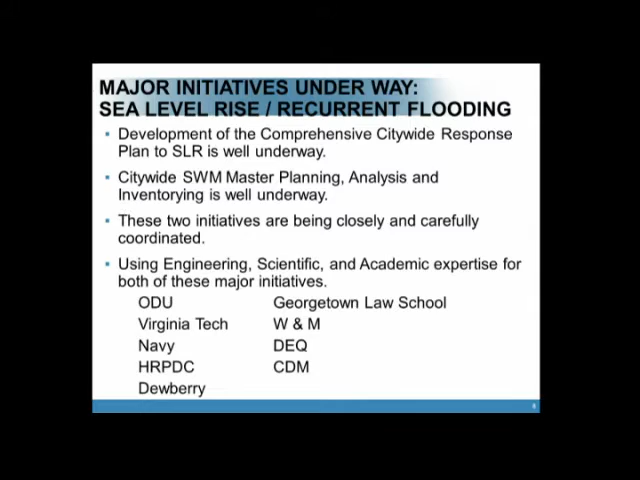 MAJOR INITIATIVES UNDER WAY:
SEA LEVEL RISE / RECURRENT FLOODING
▪ Development of the Comprehensive Citywide Response
Plan to SLR is well underway.
▪ Citywide SWM Master Planning, Analysis and
Inventorying is well underway.
▪ These two initiatives are being closely and carefully
coordinated.
▪ Using Engineering, Scientific, and Academic expertise for
both of these major initiatives.
ODU Georgetown Law School
Virginia Tech W & M
Navy DEQ
HRPDC CDM
Dewberry